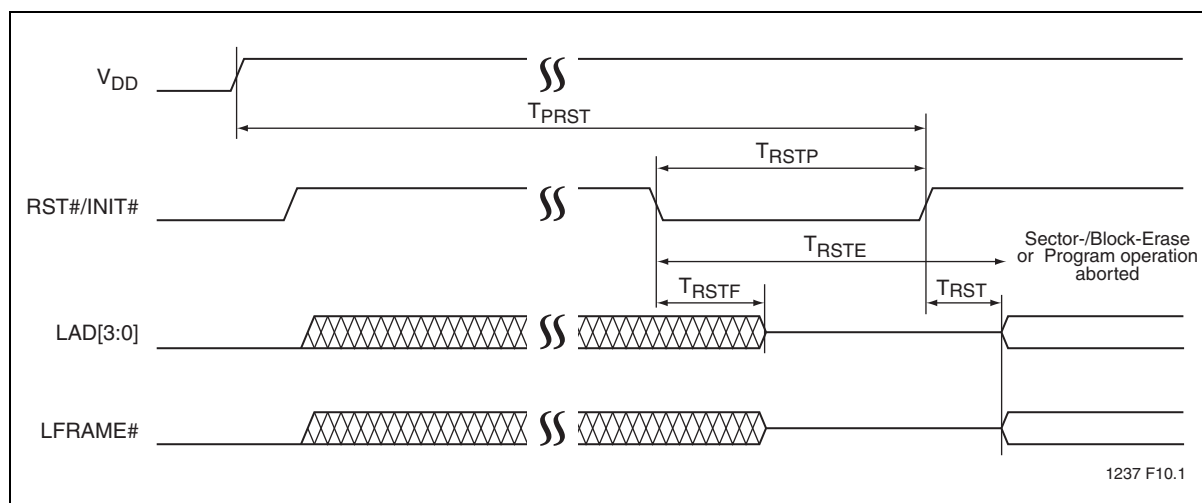 VDD
TPRST
TRSTP
RST#/INIT#
TRSTE
Sector-/Block-Erase
or Program operation
aborted
TRSTF
TRST
LAD[3:0]
LFRAME#
1237 F10.1